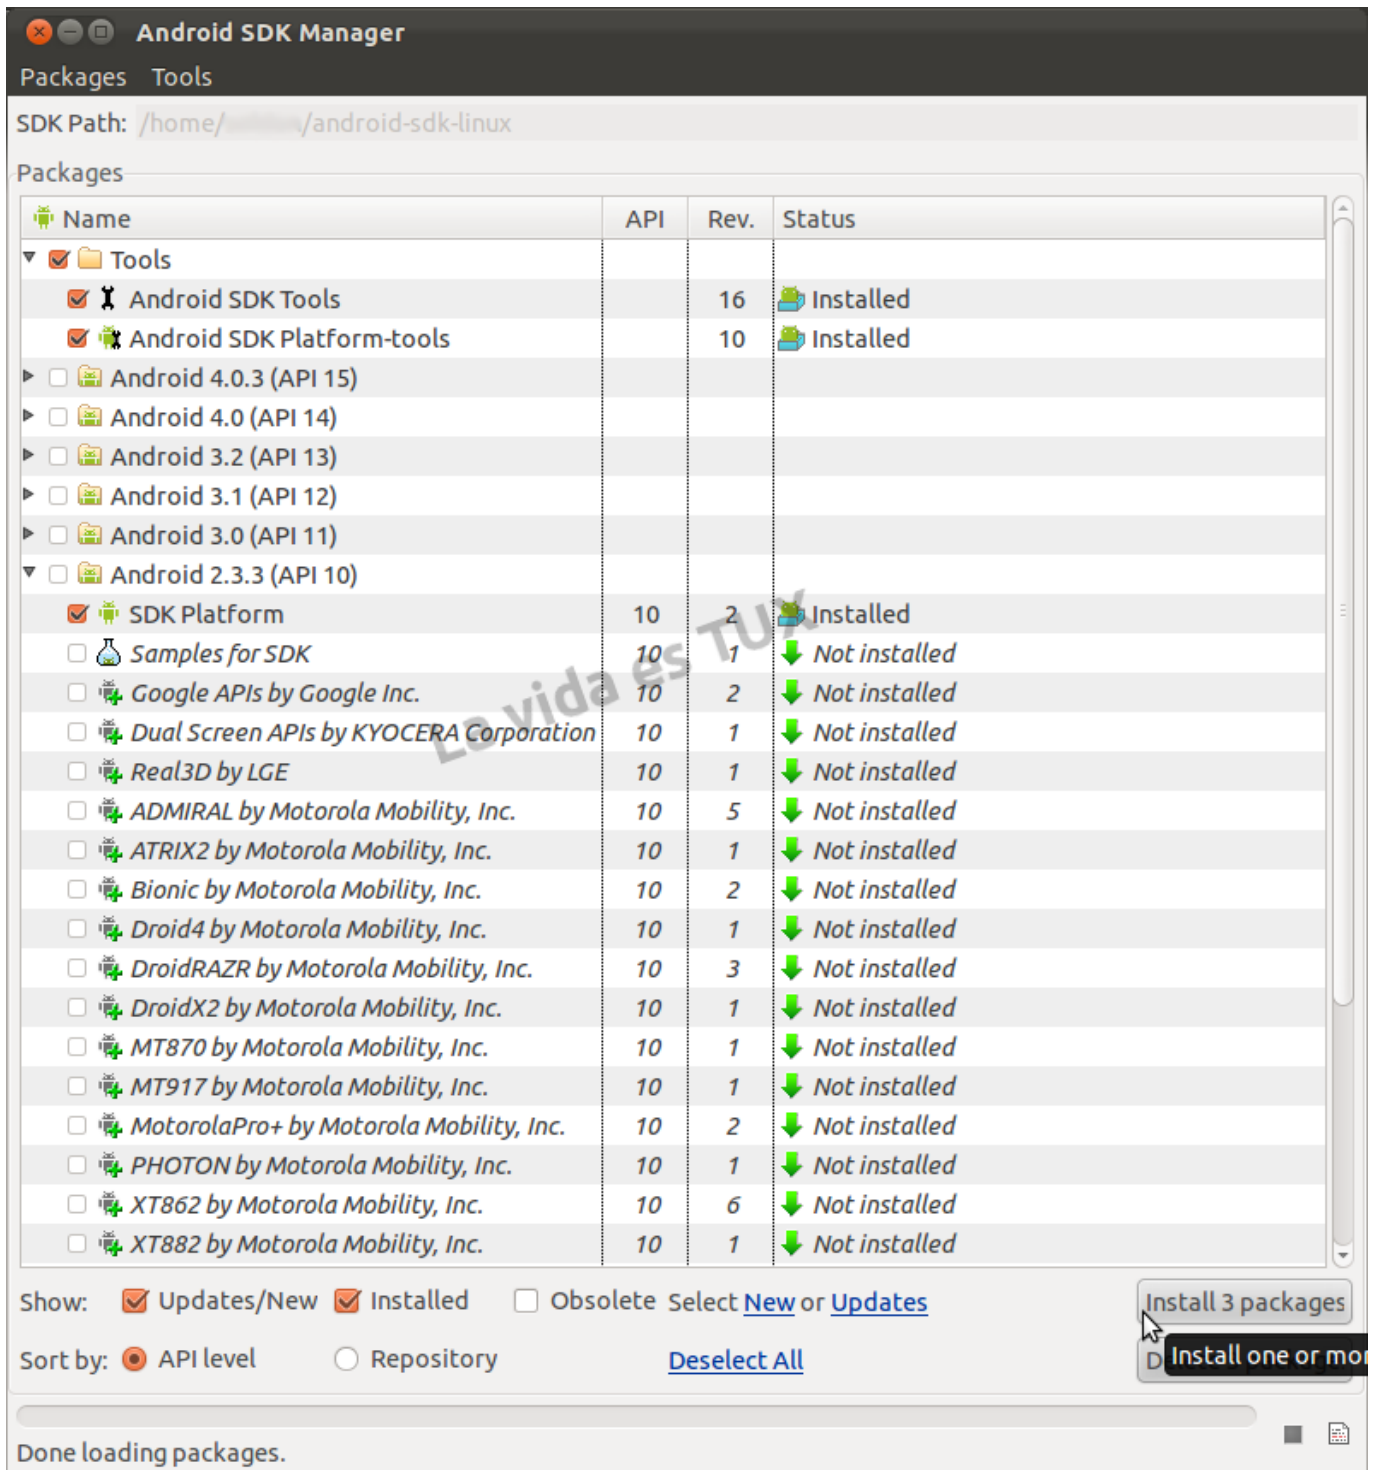 Android SDK Manager
Packages Tools
SDK Path: /home/ /android-sdk-linux
Packages
Name API Rev. Status
Tools
Android SDK Tools 16 Installed
Android SDK Platform-tools 10 Installed
Android 4.0.3 (API 15)
Android 4.0 (API 14)
Android 3.2 (API 13)
Android 3.1 (API 12)
Android 3.0 (API 11)
Android 2.3.3 (API 10)
SDK Platform 10 2 Installed
Samples for SDK 10 1 Not installed
Google APIs by Google Inc. 10 2 Not installed
Dual Screen APIs by KYOCERA Corporation 10 1 Not installed
Real3D by LGE 10 1 Not installed
ADMIRAL by Motorola Mobility, Inc. 10 5 Not installed
ATRIX2 by Motorola Mobility, Inc. 10 1 Not installed
Bionic by Motorola Mobility, Inc. 10 2 Not installed
Droid4 by Motorola Mobility, Inc. 10 1 Not installed
DroidRAZR by Motorola Mobility, Inc. 10 3 Not installed
DroidX2 by Motorola Mobility, Inc. 10 1 Not installed
MT870 by Motorola Mobility, Inc. 10 1 Not installed
MT917 by Motorola Mobility, Inc. 10 1 Not installed
MotorolaPro+ by Motorola Mobility, Inc. 10 2 Not installed
PHOTON by Motorola Mobility, Inc. 10 1 Not installed
XT862 by Motorola Mobility, Inc. 10 6 Not installed
XT882 by Motorola Mobility, Inc. 10 1 Not installed
La vida es TUX
Show: Updates/New Installed Obsolete Select New or Updates Install 3 packages
Sort by: API level Repository Deselect All
Install one or mor
Done loading packages.